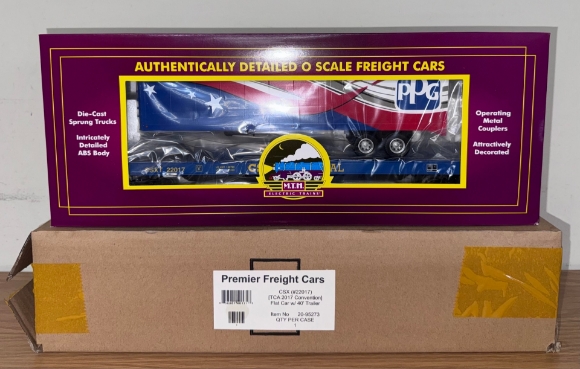 AUTHENTICALLY DETAILED O SCALE FREIGHT CARS
Die-Cast
Sprung Trucks
Intricately
Detailed
ABS Body
PPG
Operating
Metal
Couplers
Attractively
Decorated
22017
M.T.H.
ELECTRIC TRAINS
Premier Freight Cars
CSX (#22017)
(TCA 2017 Convention)
Flat Car w/ 40' Trailer
Item No 20-95273
QTY PER CASE
1